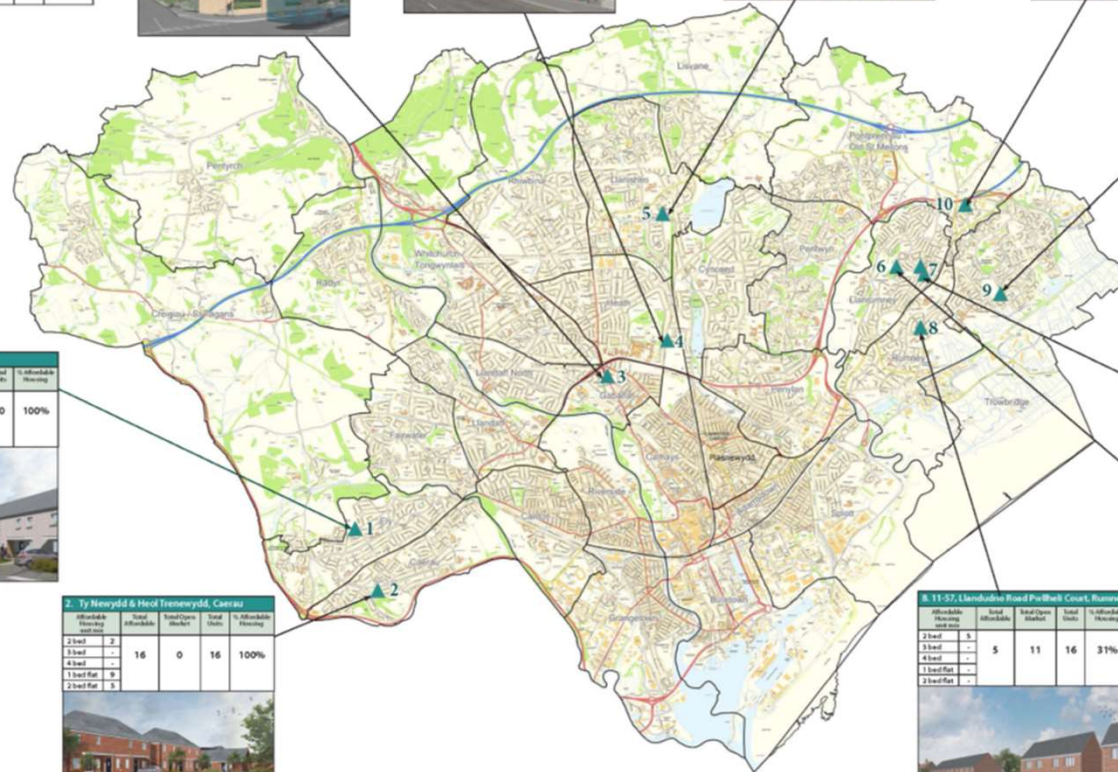 Lisvane
Pontprennau
Old St Mellons
Pentyrch
Rhiwbina
Llanishen
10
5
Whitchurch
Tongwynlais
Pentwyn
Cyncoed
6
7
Radyr
Heath
9
Llanrumney
Creigiau / St. Fagans
8
4
Rumney
Llandaff North
3
Gabalfa
Penylan
Trowbridge
% Affordable
Housing
100%
Llandaff
Fairwater
Cathays
Plasnewydd
Riverside
Splott
1
Caerau
2
Grangetown
2. Ty Newydd & Heol Trenewydd, Caerau
Affordable Housing unit mix
Total Affordable
Total Open Market
Total Units
% Affordable Housing
2 bed 2
3 bed -
4 bed -
1 bed flat 9
2 bed flat 5
16 0 16 100%
8. 11-57, Llandudno Road Pwllheli Court, Rumne
Affordable Housing unit mix
Total Affordable
Total Open Market
Total Units
% Affordable Housing
2 bed 5
3 bed -
4 bed -
1 bed flat -
2 bed flat -
5 11 16 31%